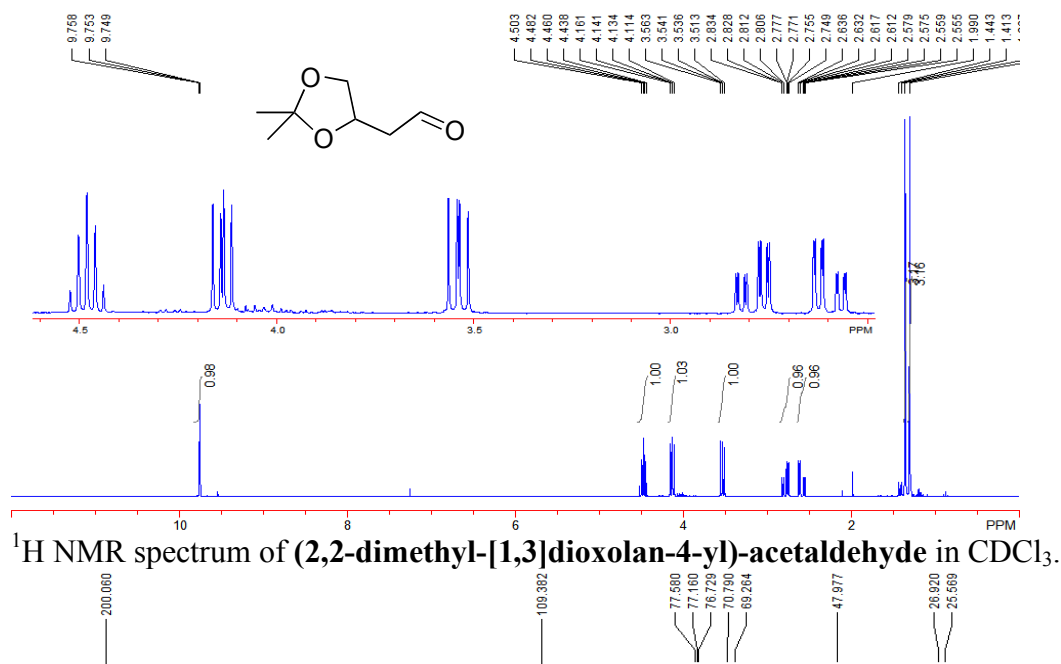 9.758 9.753 9.749 4.503 4.482 4.460 4.438 4.161 4.141 4.134 4.114 3.563 3.541 3.536 3.513 2.834 2.828 2.812 2.806 2.777 2.771 2.755 2.749 2.636 2.632 2.617 2.612 2.579 2.575 2.559 2.555 1.990 1.443 1.413
O
O
O
3.17
3.16
4.5 4.0 3.5 3.0 PPM
0.98 1.00 1.03 1.00 0.96 0.96
10 8 6 4 2 PPM
¹H NMR spectrum of (2,2-dimethyl-[1,3]dioxolan-4-yl)-acetaldehyde in CDCl₃.
200.060 109.382 77.580 77.160 76.729 70.790 69.264 47.977 26.920 25.569